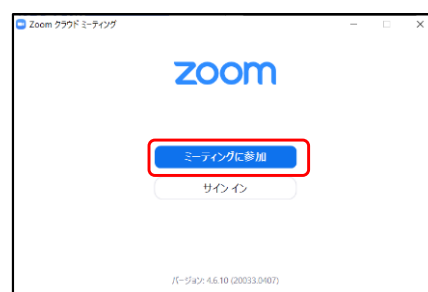 Zoom クラウド ミーティング
zoom
ミーティングに参加
サイン イン
バージョン: 4.6.10 (20033.0407)